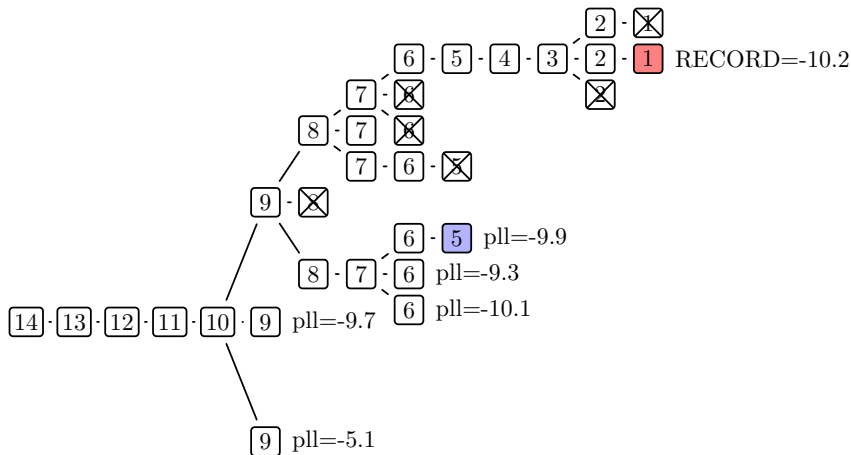 2 1
6 5 4 3 2 1 RECORD=-10.2
7 6 2
8 7 6
7 6 5
9 8
6 5 pll=-9.9
8 7 6 pll=-9.3
6 pll=-10.1
14 13 12 11 10 9 pll=-9.7
9 pll=-5.1